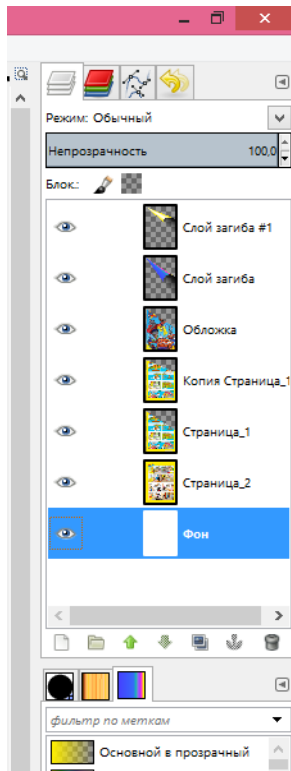 Режим: Обычный
Непрозрачность 100,0
Блок.:
Слой загиба #1
Слой загиба
Обложка
Копия Страница_1
Страница_1
Страница_2
Фон
фильтр по меткам
Основной в прозрачный